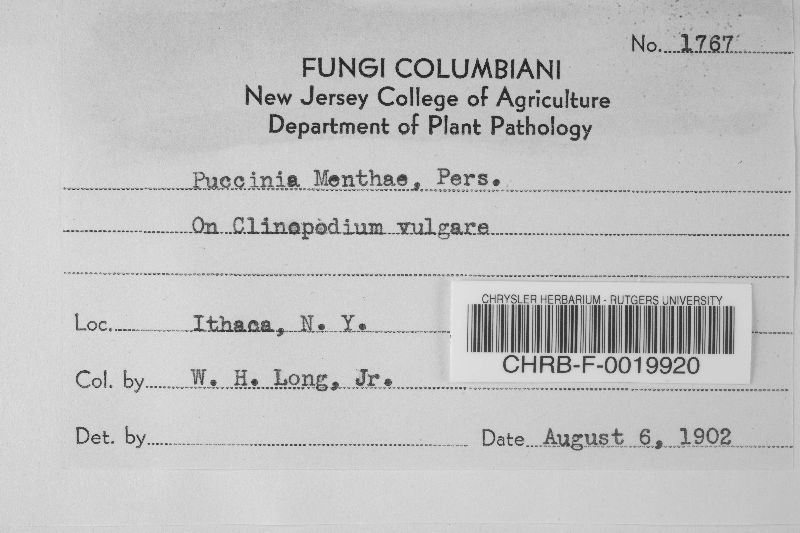 No. 1767
FUNGI COLUMBIANI
New Jersey College of Agriculture
Department of Plant Pathology
Puccinia Menthae, Pers.
On Clinopodium vulgare
Loc. Ithaca, N. Y.
CHRYSLER HERBARIUM - RUTGERS UNIVERSITY
CHRB-F-0019920
Col. by W. H. Long, Jr.
Det. by
Date August 6, 1902